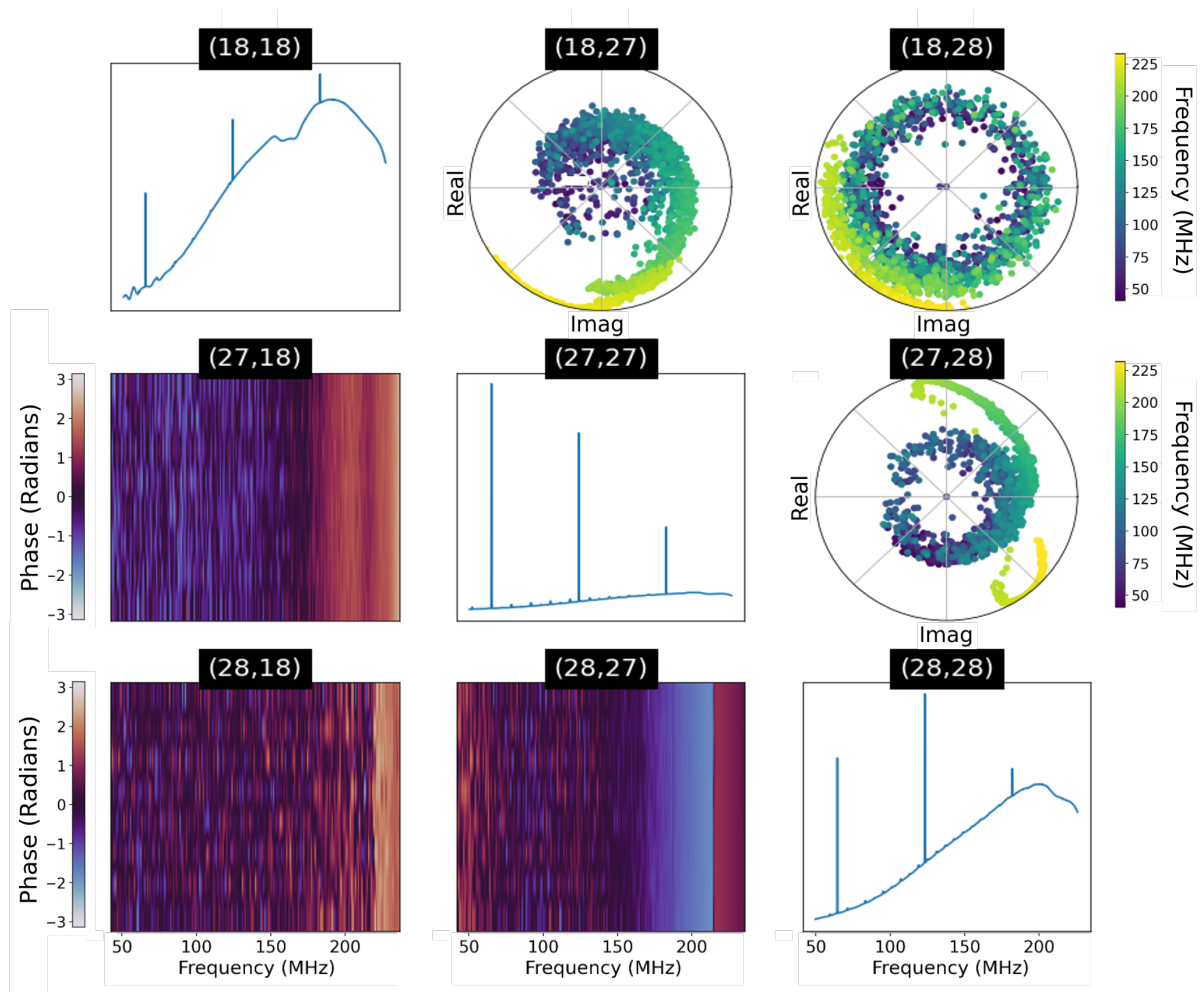 (18,18)
(18,27)
(18,28)
Real
Imag
Real
Imag
225
200
175
150
125
100
75
50
Frequency (MHz)
(27,18)
(27,27)
(27,28)
3
2
1
0
−1
−2
−3
Phase (Radians)
Real
Imag
225
200
175
150
125
100
75
50
Frequency (MHz)
(28,18)
(28,27)
(28,28)
3
2
1
0
−1
−2
−3
Phase (Radians)
50 100 150 200
Frequency (MHz)
50 100 150 200
Frequency (MHz)
50 100 150 200
Frequency (MHz)